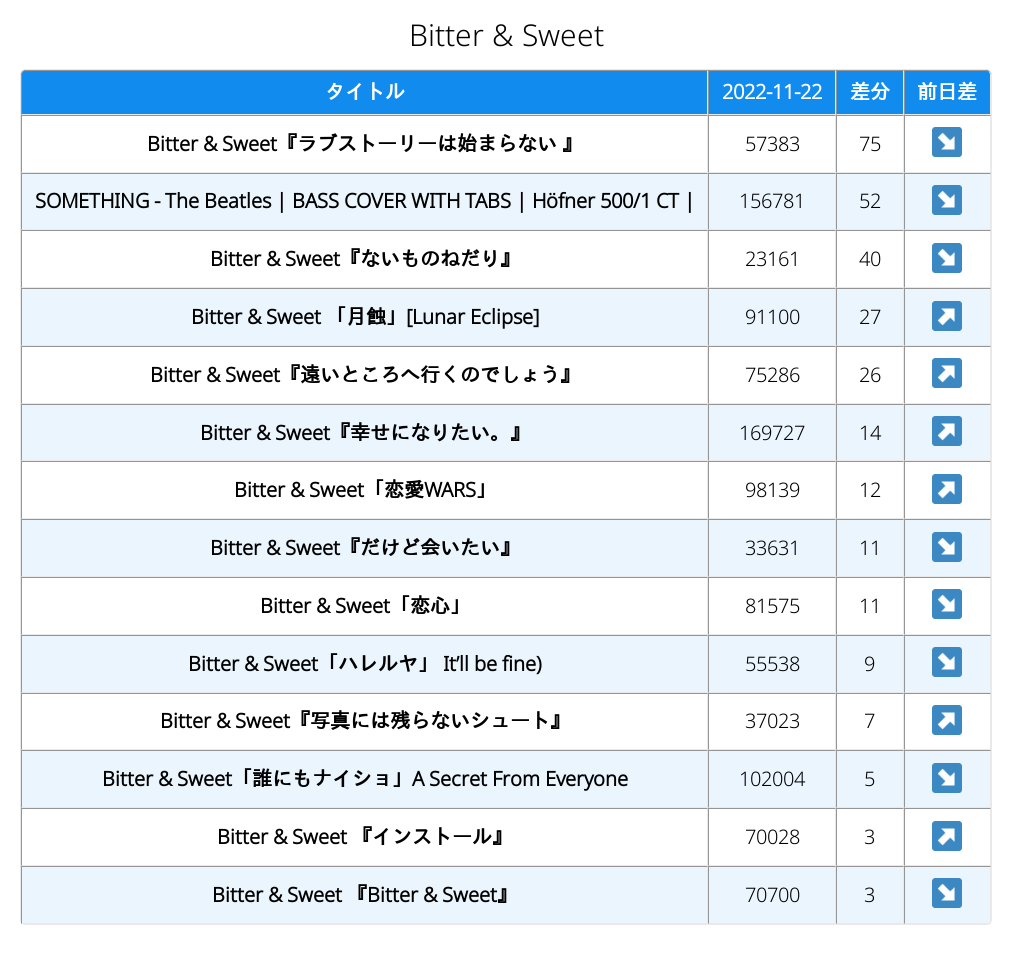 Bitter & Sweet
タイトル 2022-11-22 差分 前日差
Bitter & Sweet『ラブストーリーは始まらない 』 57383 75 ↘
SOMETHING - The Beatles | BASS COVER WITH TABS | Höfner 500/1 CT | 156781 52 ↘
Bitter & Sweet『ないものねだり』 23161 40 ↘
Bitter & Sweet 「月蝕」[Lunar Eclipse] 91100 27 ↗
Bitter & Sweet『遠いところへ行くのでしょう』 75286 26 ↗
Bitter & Sweet『幸せになりたい。』 169727 14 ↗
Bitter & Sweet「恋愛WARS」 98139 12 ↗
Bitter & Sweet『だけど会いたい』 33631 11 ↘
Bitter & Sweet「恋心」 81575 11 ↘
Bitter & Sweet「ハレルヤ」 It’ll be fine) 55538 9 ↘
Bitter & Sweet『写真には残らないシュート』 37023 7 ↗
Bitter & Sweet「誰にもナイショ」A Secret From Everyone 102004 5 ↘
Bitter & Sweet 『インストール』 70028 3 ↗
Bitter & Sweet 『Bitter & Sweet』 70700 3 ↘